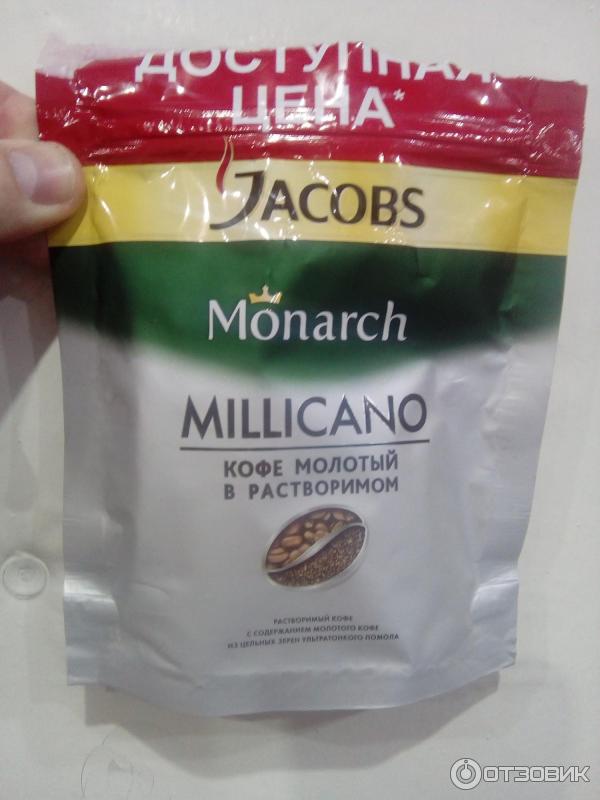 ДОСТУПНАЯ
ЦЕНА*
JACOBS
Monarch
MILLICANO
КОФЕ МОЛОТЫЙ
В РАСТВОРИМОМ
РАСТВОРИМЫЙ КОФЕ
С СОДЕРЖАНИЕМ МОЛОТОГО КОФЕ
ИЗ ЦЕЛЬНЫХ ЗЕРЕН УЛЬТРАТОНКОГО ПОМОЛА
ОТЗОВИК